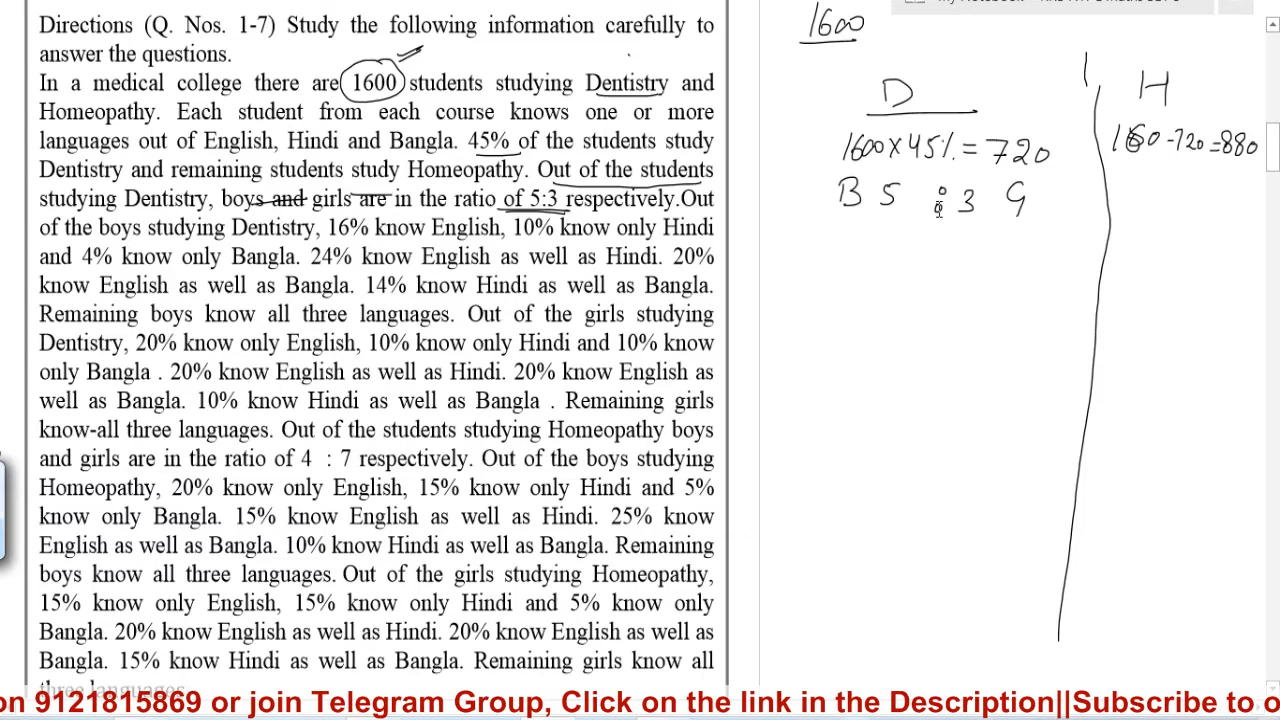 Directions (Q. Nos. 1-7) Study the following information carefully to
answer the questions.
In a medical college there are 1600 students studying Dentistry and
Homeopathy. Each student from each course knows one or more
languages out of English, Hindi and Bangla. 45% of the students study
Dentistry and remaining students study Homeopathy. Out of the students
studying Dentistry, boys and girls are in the ratio of 5:3 respectively.Out
of the boys studying Dentistry, 16% know English, 10% know only Hindi
and 4% know only Bangla. 24% know English as well as Hindi. 20%
know English as well as Bangla. 14% know Hindi as well as Bangla.
Remaining boys know all three languages. Out of the girls studying
Dentistry, 20% know only English, 10% know only Hindi and 10% know
only Bangla . 20% know English as well as Hindi. 20% know English as
well as Bangla. 10% know Hindi as well as Bangla . Remaining girls
know-all three languages. Out of the students studying Homeopathy boys
and girls are in the ratio of 4 : 7 respectively. Out of the boys studying
Homeopathy, 20% know only English, 15% know only Hindi and 5%
know only Bangla. 15% know English as well as Hindi. 25% know
English as well as Bangla. 10% know Hindi as well as Bangla. Remaining
boys know all three languages. Out of the girls studying Homeopathy,
15% know only English, 15% know only Hindi and 5% know only
Bangla. 20% know English as well as Hindi. 20% know English as well as
Bangla. 15% know Hindi as well as Bangla. Remaining girls know all
three languages.
1600
D
1600 X 45% = 720
B 5 : 3 G
H
1600 - 720 = 880
on 9121815869 or join Telegram Group, Click on the link in the Description||Subscribe to o